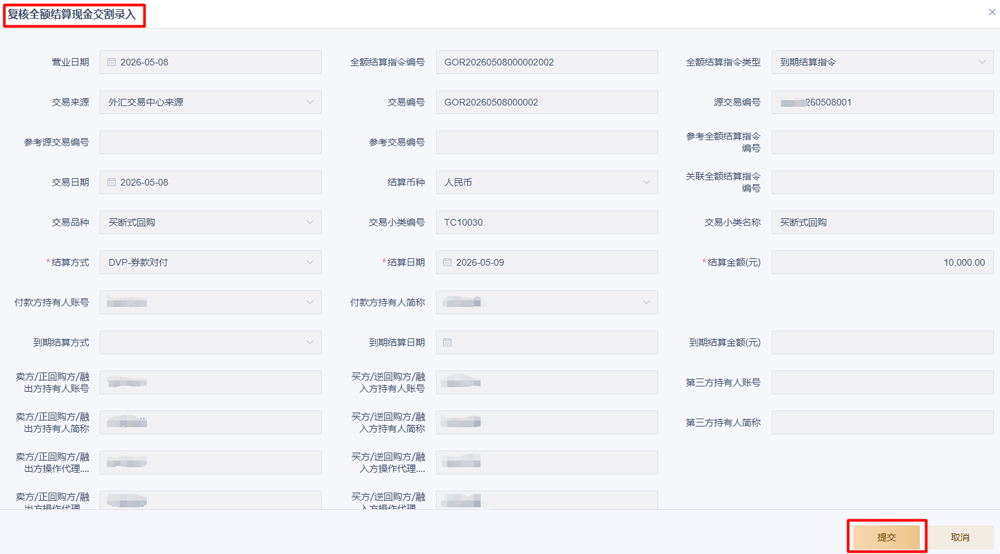 复核全额结算现金交割录入
营业日期 2026-05-08 全额结算指令编号 GOR20260508000002002 全额结算指令类型 到期结算指令
交易来源 外汇交易中心来源 交易编号 GOR20260508000002 源交易编号 260508001
参考源交易编号 参考交易编号 参考全额结算指令
编号
交易日期 2026-05-08 结算币种 人民币 关联全额结算指令
编号
交易品种 买断式回购 交易小类编号 TC10030 交易小类名称 买断式回购
*结算方式 DVP-券款对付 *结算日期 2026-05-09 *结算金额(元) 10,000.00
付款方持有人账号 付款方持有人简称
到期结算方式 到期结算日期 到期结算金额(元)
卖方/正回购方/融 买方/逆回购方/融
出方持有人账号 入方持有人账号 第三方持有人账号
卖方/正回购方/融 买方/逆回购方/融
出方持有人简称 入方持有人简称 第三方持有人简称
卖方/正回购方/融 买方/逆回购方/融
出方操作代理.... 入方操作代理....
卖方/正回购方/融 买方/逆回购方/融
出方操作代理 入方操作代理
提交 取消